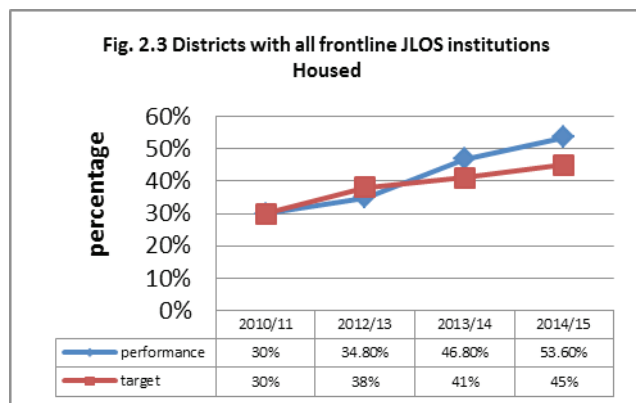 Fig. 2.3 Districts with all frontline JLOS institutions
Housed
percentage
60%
50%
40%
30%
20%
10%
0%
2010/11 2012/13 2013/14 2014/15
performance 30% 34.80% 46.80% 53.60%
target 30% 38% 41% 45%